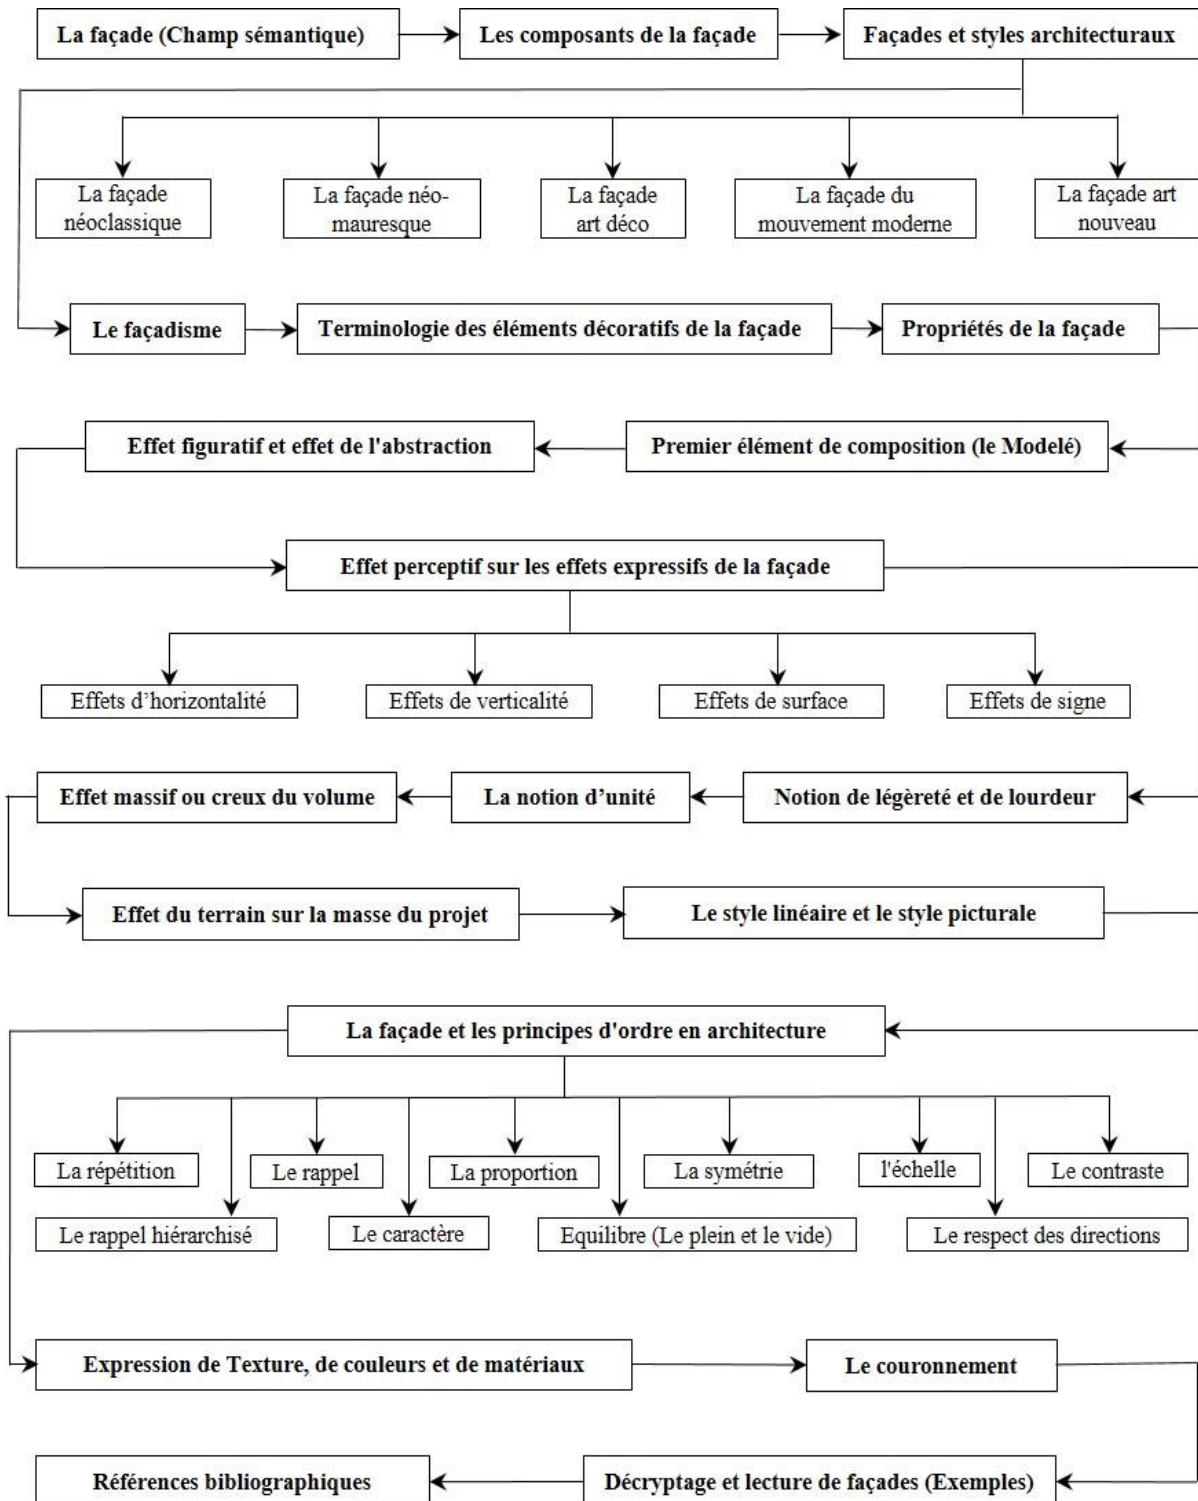 La façade (Champ sémantique)
Les composants de la façade
Façades et styles architecturaux
La façade
néoclassique
La façade néo-
mauresque
La façade
art déco
La façade du
mouvement moderne
La façade art
nouveau
Le façadisme
Terminologie des éléments décoratifs de la façade
Propriétés de la façade
Effet figuratif et effet de l'abstraction
Premier élément de composition (le Modelé)
Effet perceptif sur les effets expressifs de la façade
Effets d’horizontalité
Effets de verticalité
Effets de surface
Effets de signe
Effet massif ou creux du volume
La notion d’unité
Notion de légèreté et de lourdeur
Effet du terrain sur la masse du projet
Le style linéaire et le style picturale
La façade et les principes d'ordre en architecture
La répétition
Le rappel
La proportion
La symétrie
l'échelle
Le contraste
Le rappel hiérarchisé
Le caractère
Equilibre (Le plein et le vide)
Le respect des directions
Expression de Texture, de couleurs et de matériaux
Le couronnement
Références bibliographiques
Décryptage et lecture de façades (Exemples)